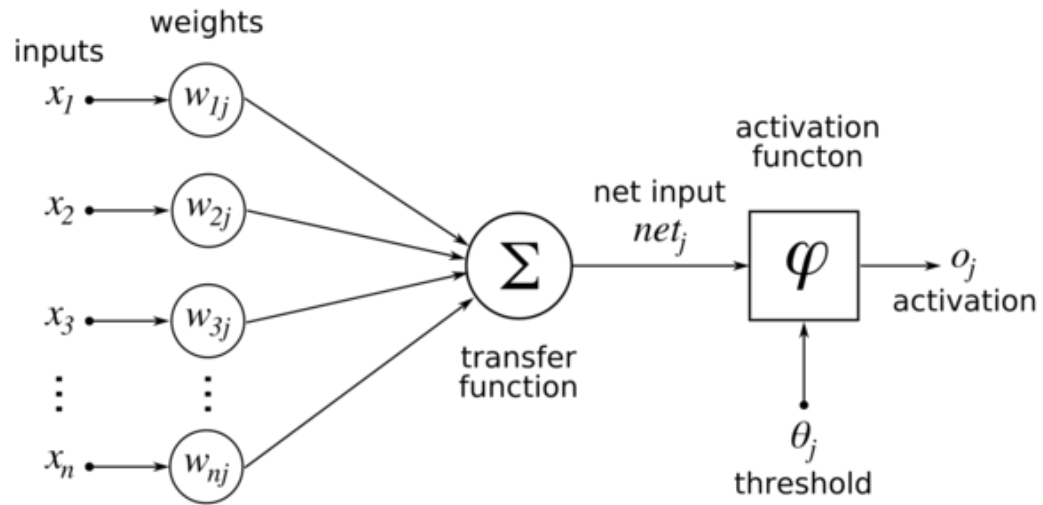 weights
inputs
x1
w1j
x2
w2j
x3
w3j
xn
wnj
Σ
transfer
function
net input
netj
activation
functon
φ
oj
activation
θj
threshold